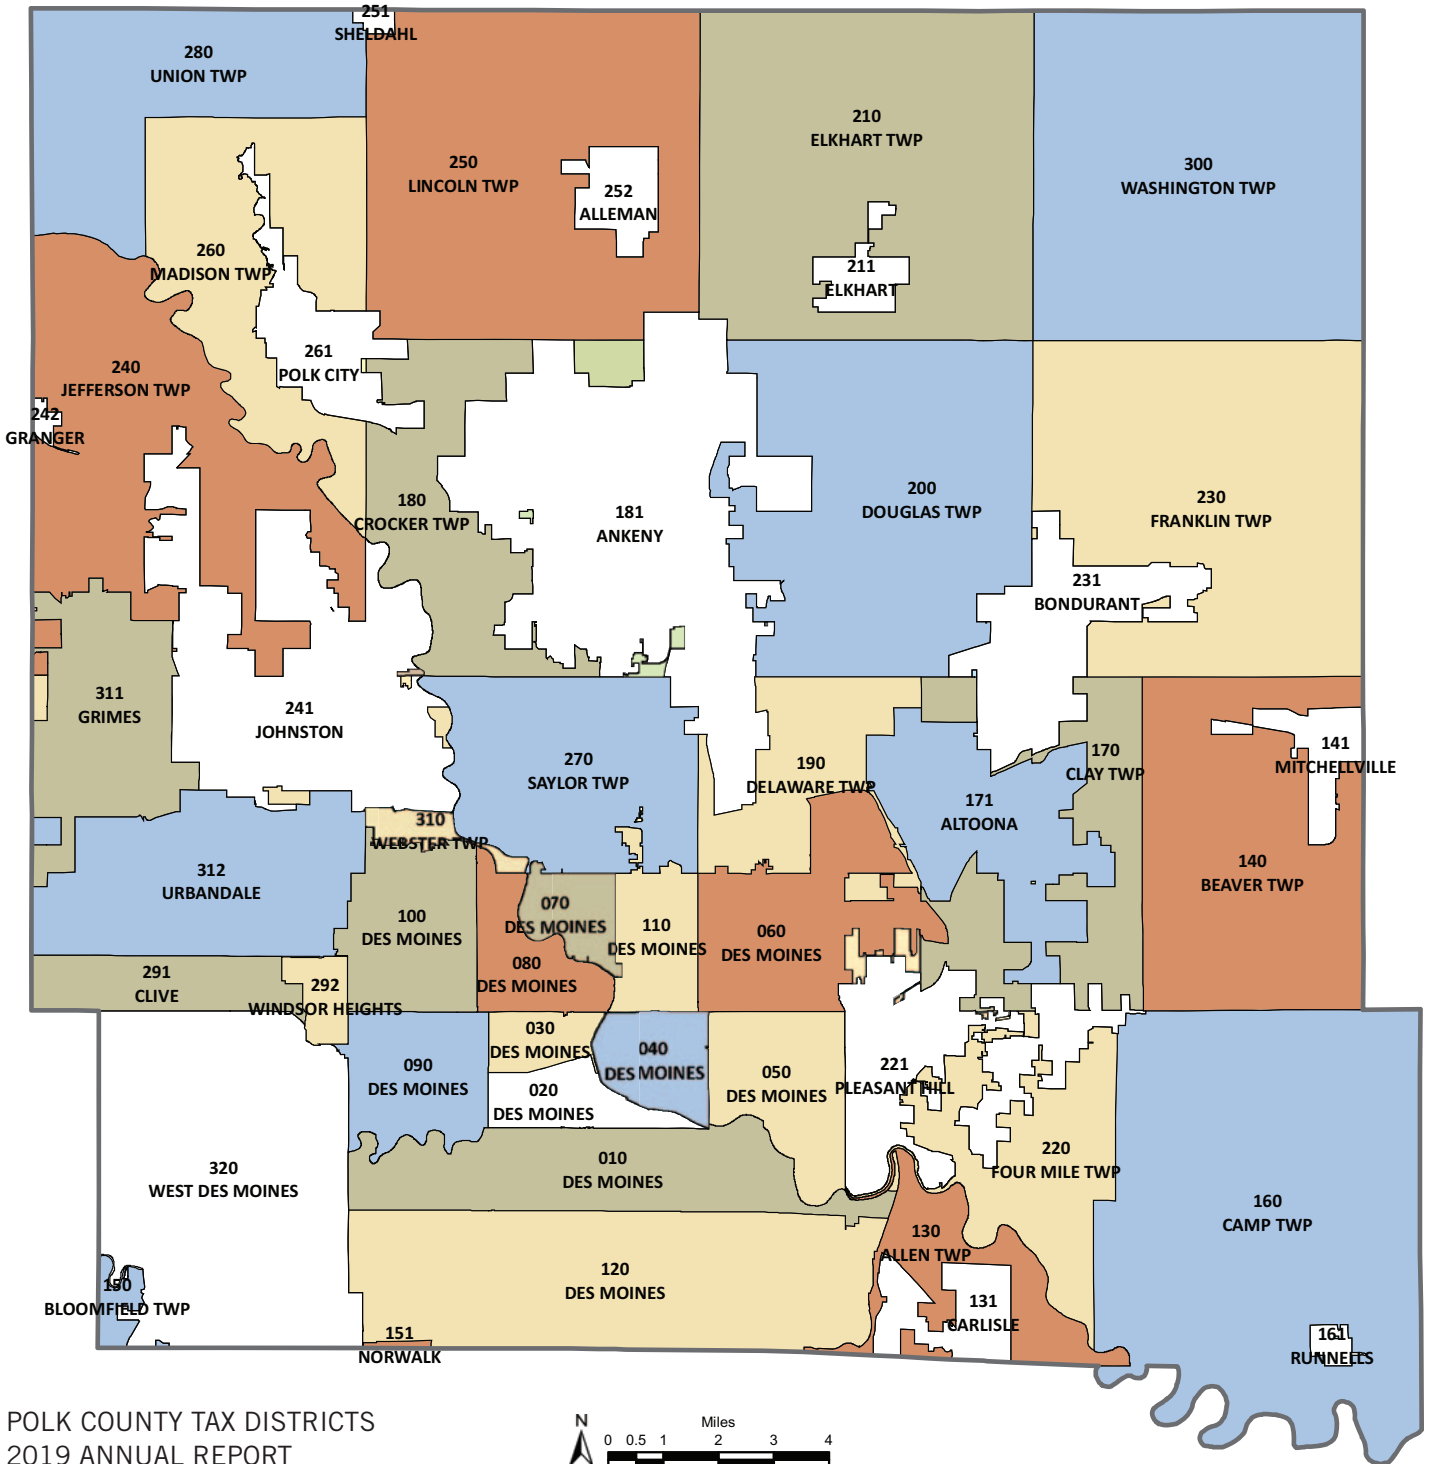 251
SHELDAHL
280
UNION TWP
210
ELKHART TWP
250
LINCOLN TWP
300
WASHINGTON TWP
252
ALLEMAN
260
MADISON TWP
211
ELKHART
261
POLK CITY
240
JEFFERSON TWP
242
GRANGER
180
CROCKER TWP
181
ANKENY
200
DOUGLAS TWP
230
FRANKLIN TWP
231
BONDURANT
311
GRIMES
241
JOHNSTON
270
SAYLOR TWP
190
DELAWARE TWP
170
CLAY TWP
141
MITCHELLVILLE
171
ALTOONA
310
WEBSTER TWP
312
URBANDALE
140
BEAVER TWP
100
DES MOINES
070
DES MOINES
110
DES MOINES
060
DES MOINES
080
DES MOINES
291
CLIVE
292
WINDSOR HEIGHTS
030
DES MOINES
040
DES MOINES
090
DES MOINES
050
DES MOINES
221
PLEASANT HILL
020
DES MOINES
010
DES MOINES
220
FOUR MILE TWP
320
WEST DES MOINES
160
CAMP TWP
130
ALLEN TWP
120
DES MOINES
150
BLOOMFIELD TWP
131
CARLISLE
151
NORWALK
161
RUNNELLS
POLK COUNTY TAX DISTRICTS
2019 ANNUAL REPORT
N
Miles
0 0.5 1 2 3 4